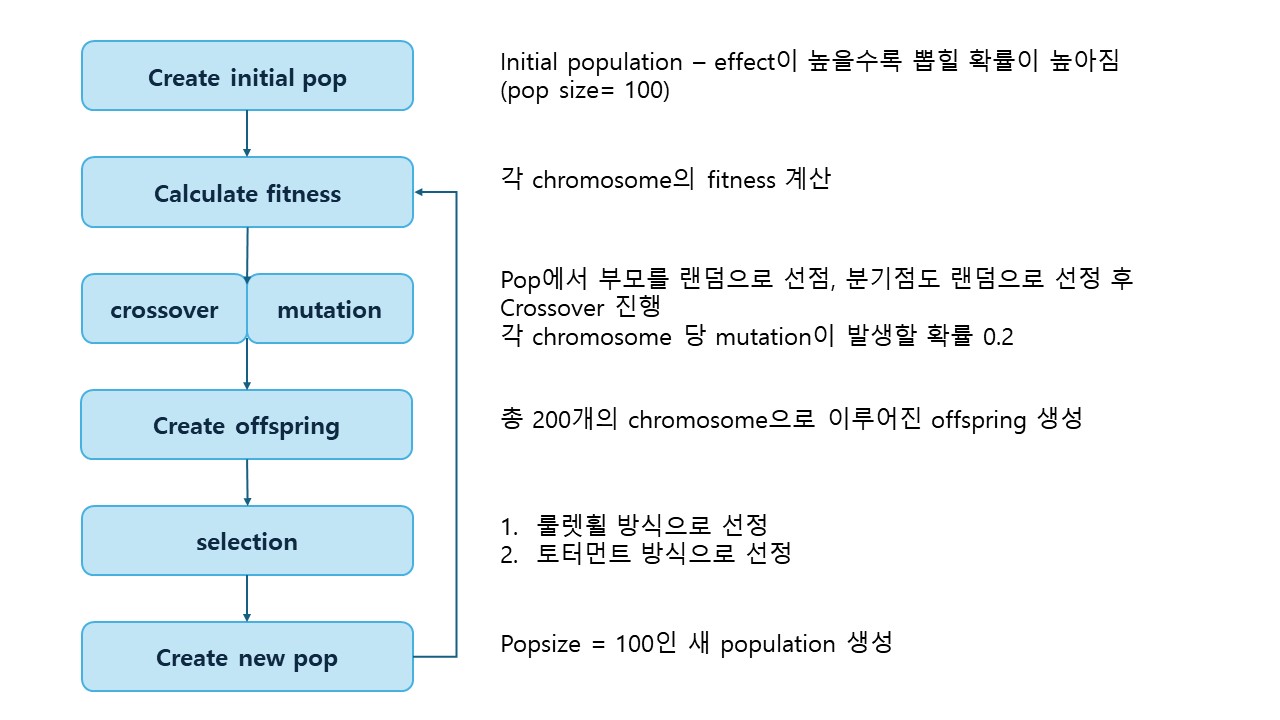 Create initial pop
Initial population – effect이 높을수록 뽑힐 확률이 높아짐
(pop size= 100)
Calculate fitness
각 chromosome의 fitness 계산
crossover
mutation
Pop에서 부모를 랜덤으로 선점, 분기점도 랜덤으로 선정 후
Crossover 진행
각 chromosome 당 mutation이 발생할 확률 0.2
Create offspring
총 200개의 chromosome으로 이루어진 offspring 생성
selection
1. 룰렛휠 방식으로 선정
2. 토터먼트 방식으로 선정
Create new pop
Popsize = 100인 새 population 생성